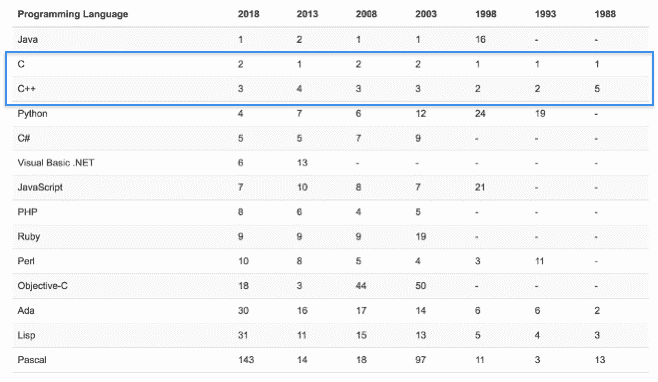 Programming Language 2018 2013 2008 2003 1998 1993 1988
Java 1 2 1 1 16 - -
C 2 1 2 2 1 1 1
C++ 3 4 3 3 2 2 5
Python 4 7 6 12 24 19 -
C# 5 5 7 9 - - -
Visual Basic .NET 6 13 - - - - -
JavaScript 7 10 8 7 21 - -
PHP 8 6 4 5 - - -
Ruby 9 9 9 19 - - -
Perl 10 8 5 4 3 11 -
Objective-C 18 3 44 50 - - -
Ada 30 16 17 14 6 6 2
Lisp 31 11 15 13 5 4 3
Pascal 143 14 18 97 11 3 13